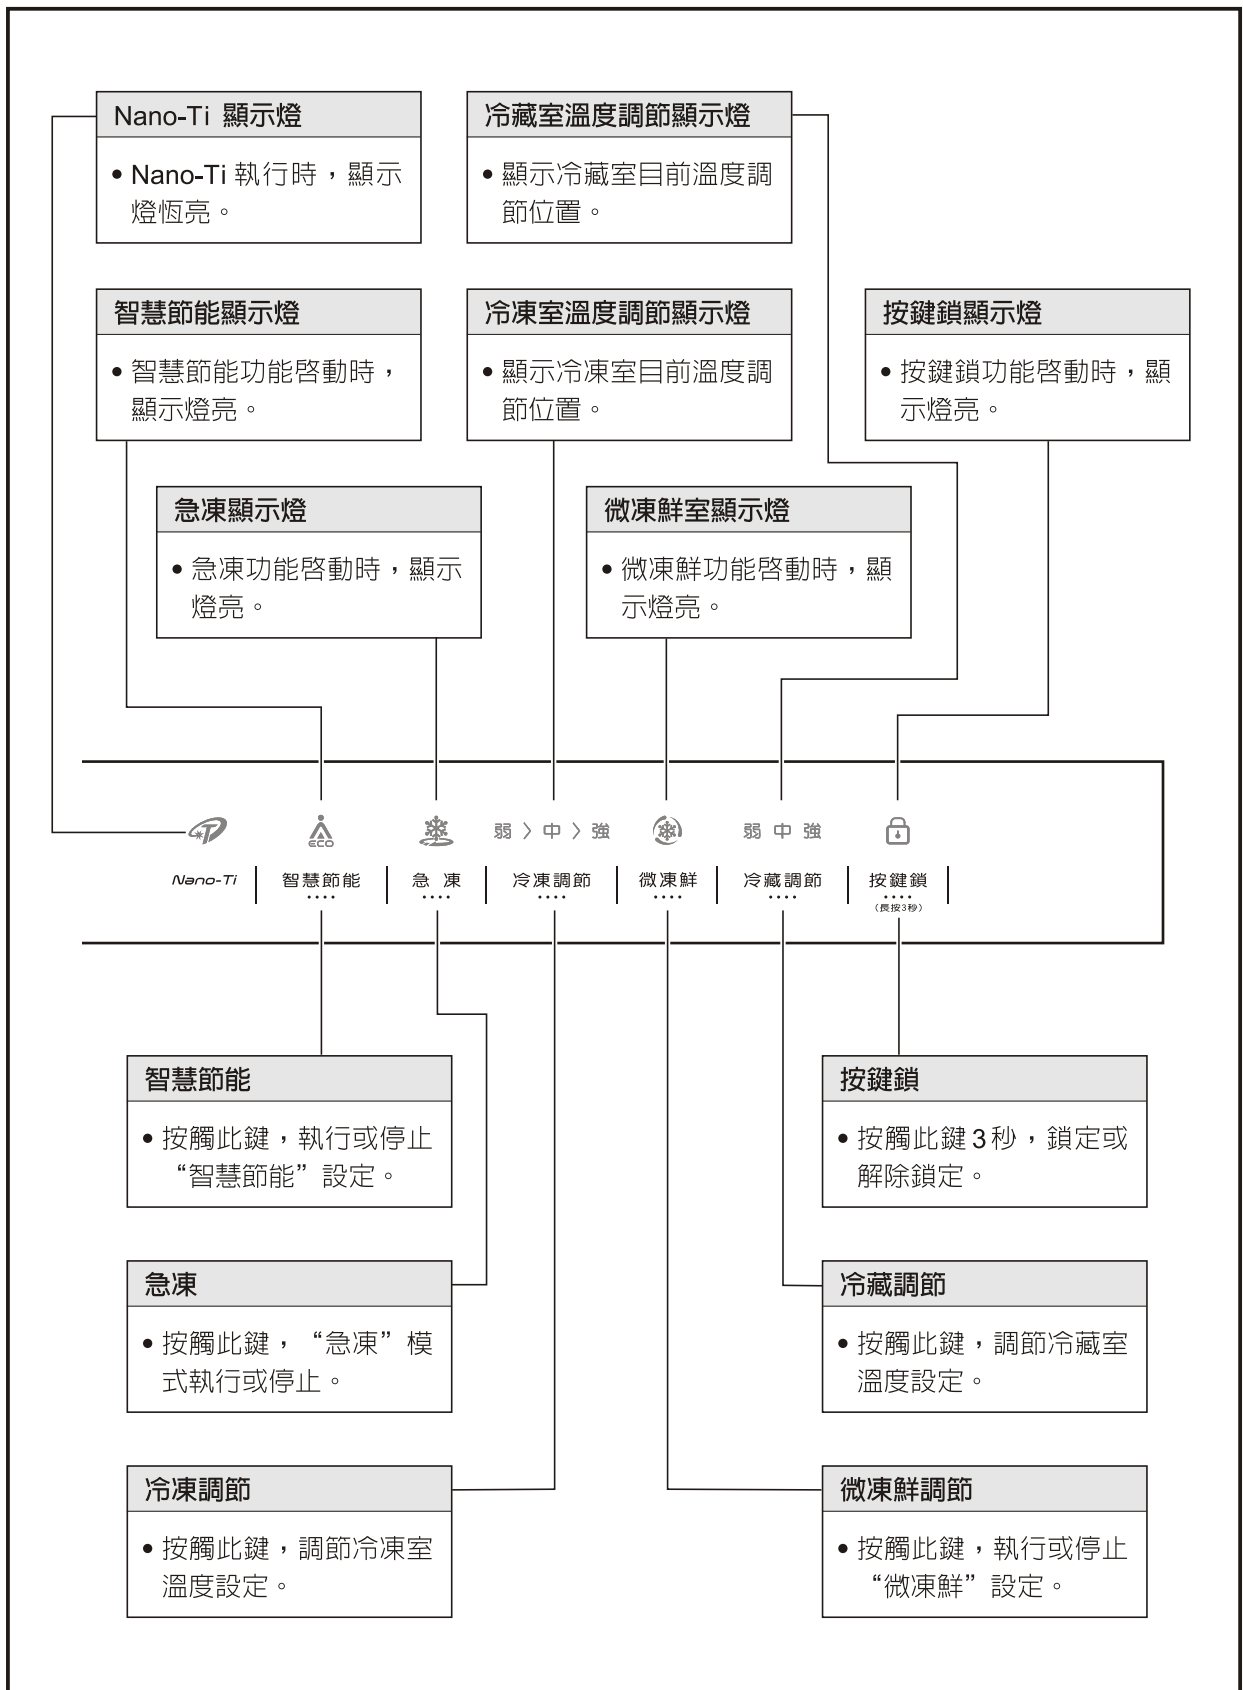 Nano-Ti 顯示燈
• Nano-Ti 執行時，顯示
燈恆亮。
冷藏室溫度調節顯示燈
• 顯示冷藏室目前溫度調
節位置。
智慧節能顯示燈
• 智慧節能功能啓動時，
顯示燈亮。
冷凍室溫度調節顯示燈
• 顯示冷凍室目前溫度調
節位置。
按鍵鎖顯示燈
• 按鍵鎖功能啓動時，顯
示燈亮。
急凍顯示燈
• 急凍功能啓動時，顯示
燈亮。
微凍鮮室顯示燈
• 微凍鮮功能啓動時，顯
示燈亮。
T ECO 弱 〉中 〉強 弱 中 強
Nano-Ti 智慧節能 急 凍 冷凍調節 微凍鮮 冷藏調節 按鍵鎖
（長按3秒）
智慧節能
• 按觸此鍵，執行或停止
“智慧節能”設定。
按鍵鎖
• 按觸此鍵3秒，鎖定或
解除鎖定。
急凍
• 按觸此鍵，“急凍”模
式執行或停止。
冷藏調節
• 按觸此鍵，調節冷藏室
溫度設定。
冷凍調節
• 按觸此鍵，調節冷凍室
溫度設定。
微凍鮮調節
• 按觸此鍵，執行或停止
“微凍鮮”設定。